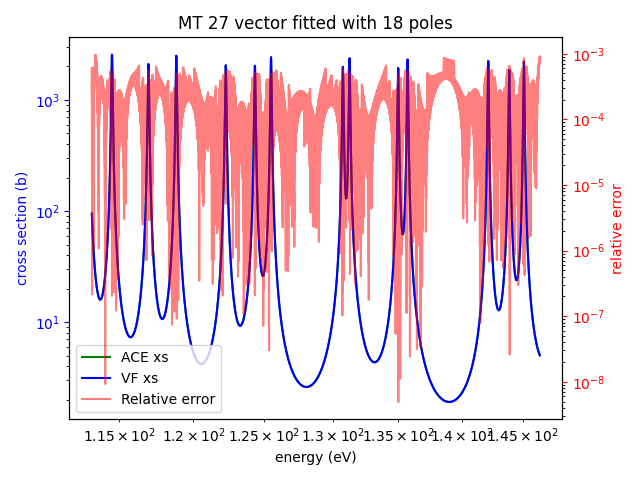 MT 27 vector fitted with 18 poles
cross section (b)
10³
10²
10¹
10⁻³
10⁻⁴
10⁻⁵
10⁻⁶
10⁻⁷
10⁻⁸
relative error
ACE xs
VF xs
Relative error
1.15 × 10² 1.2 × 10² 1.25 × 10² 1.3 × 10² 1.35 × 10² 1.4 × 10² 1.45 × 10²
energy (eV)